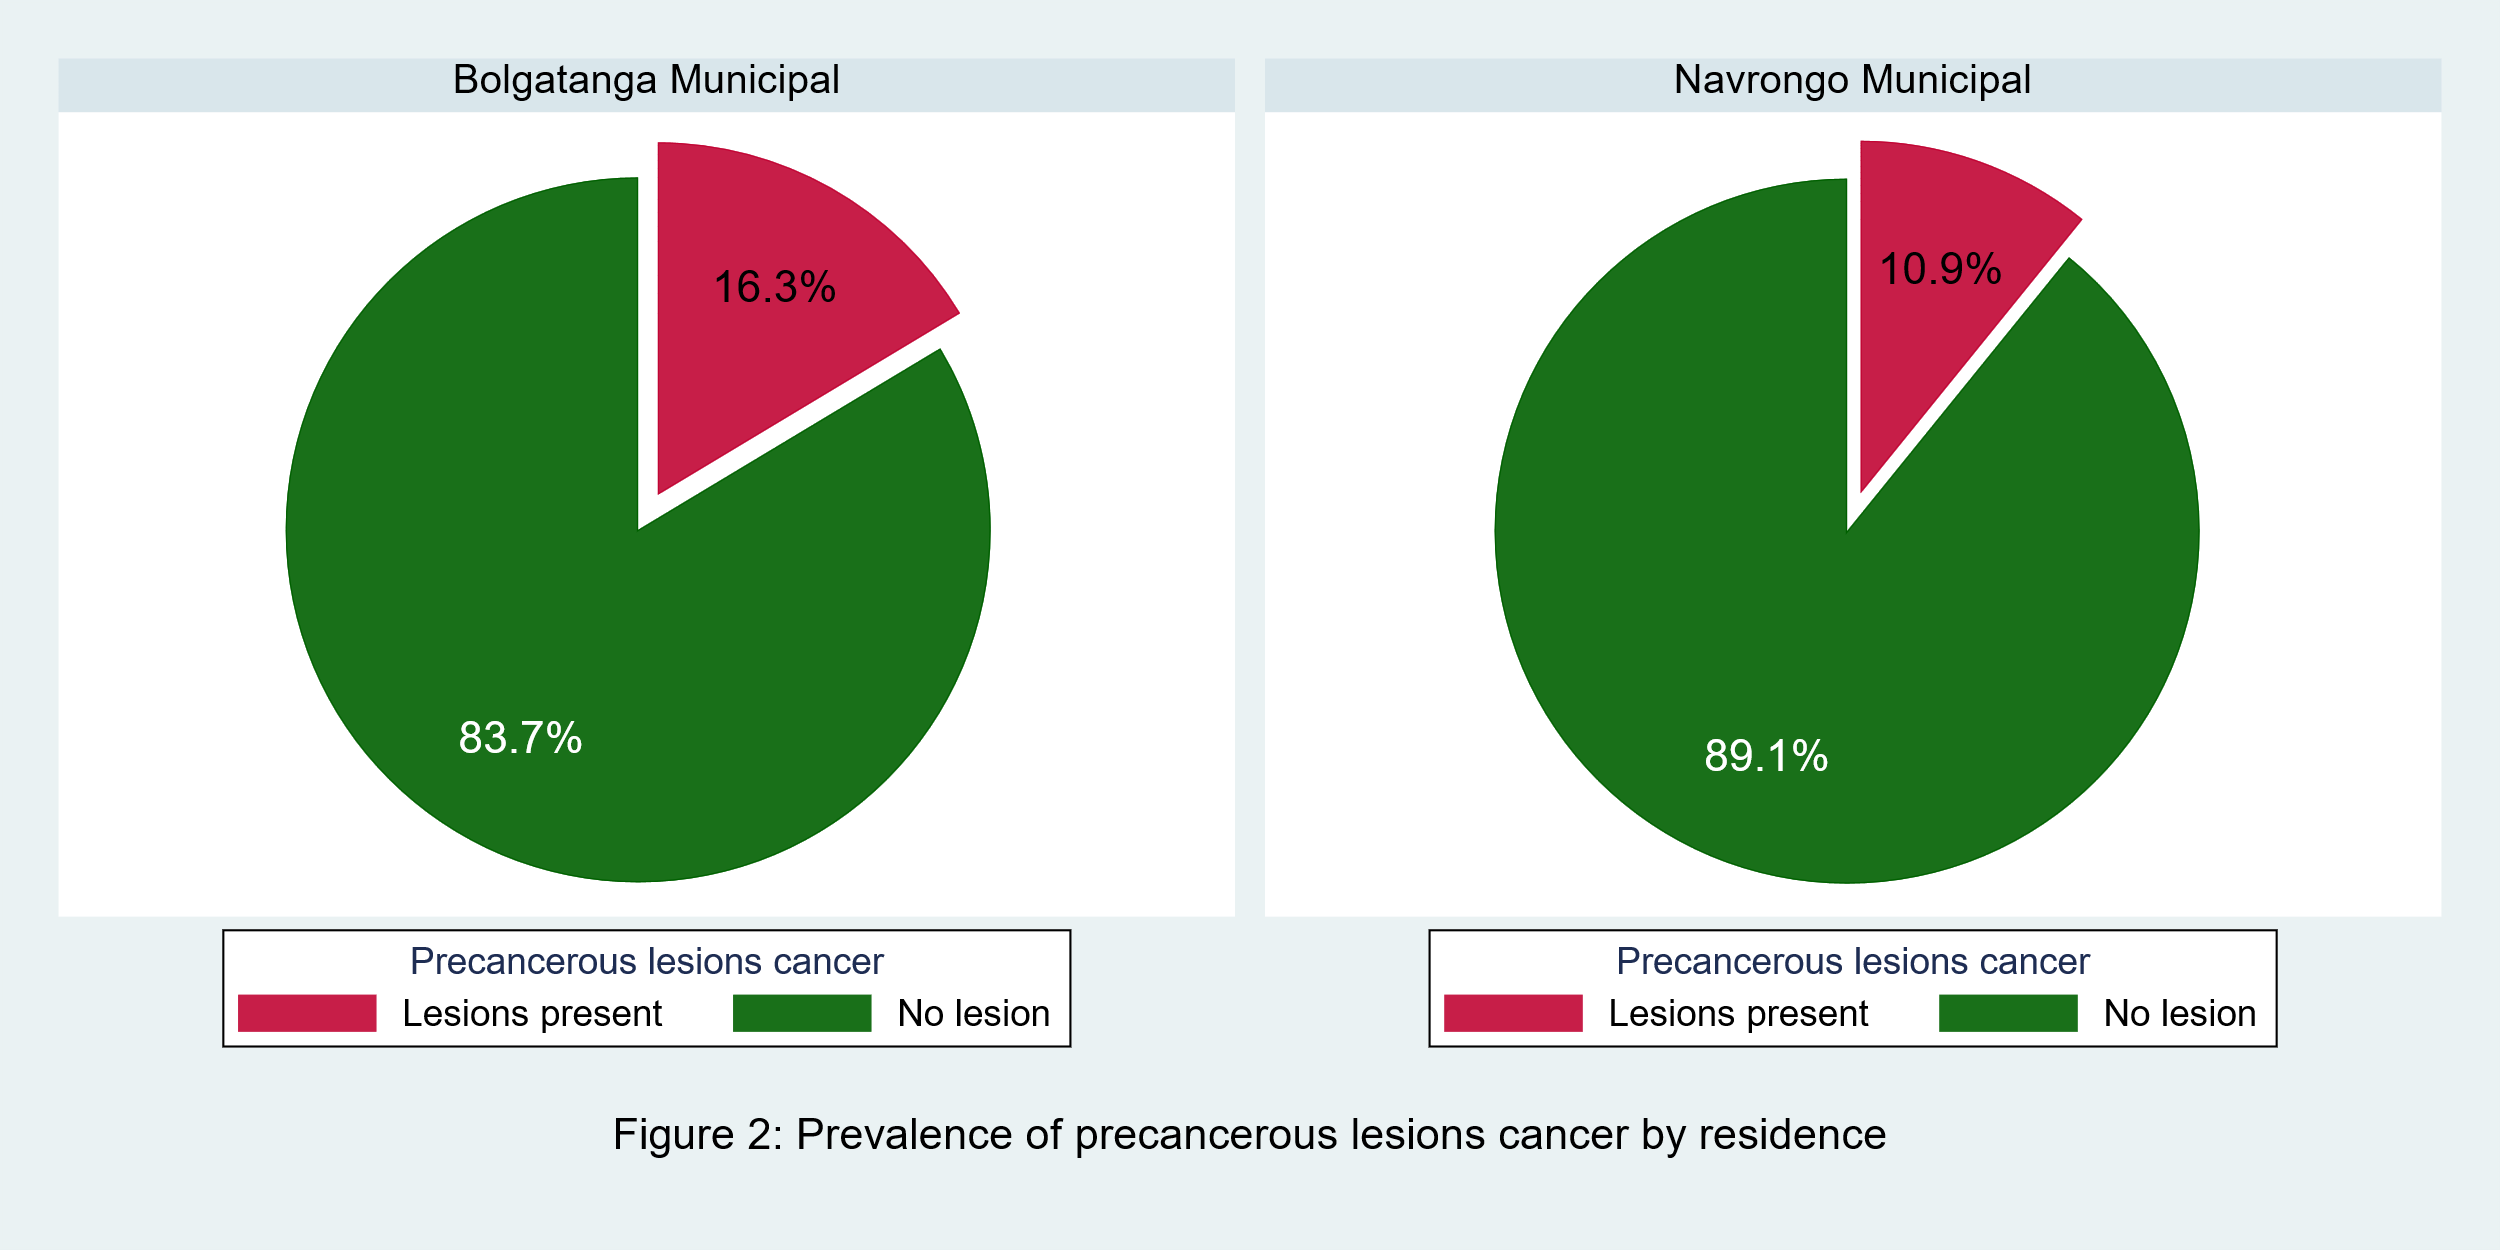 Bolgatanga Municipal
16.3%
83.7%
Precancerous lesions cancer
Lesions present
No lesion
Navrongo Municipal
10.9%
89.1%
Precancerous lesions cancer
Lesions present
No lesion
Figure 2: Prevalence of precancerous lesions cancer by residence